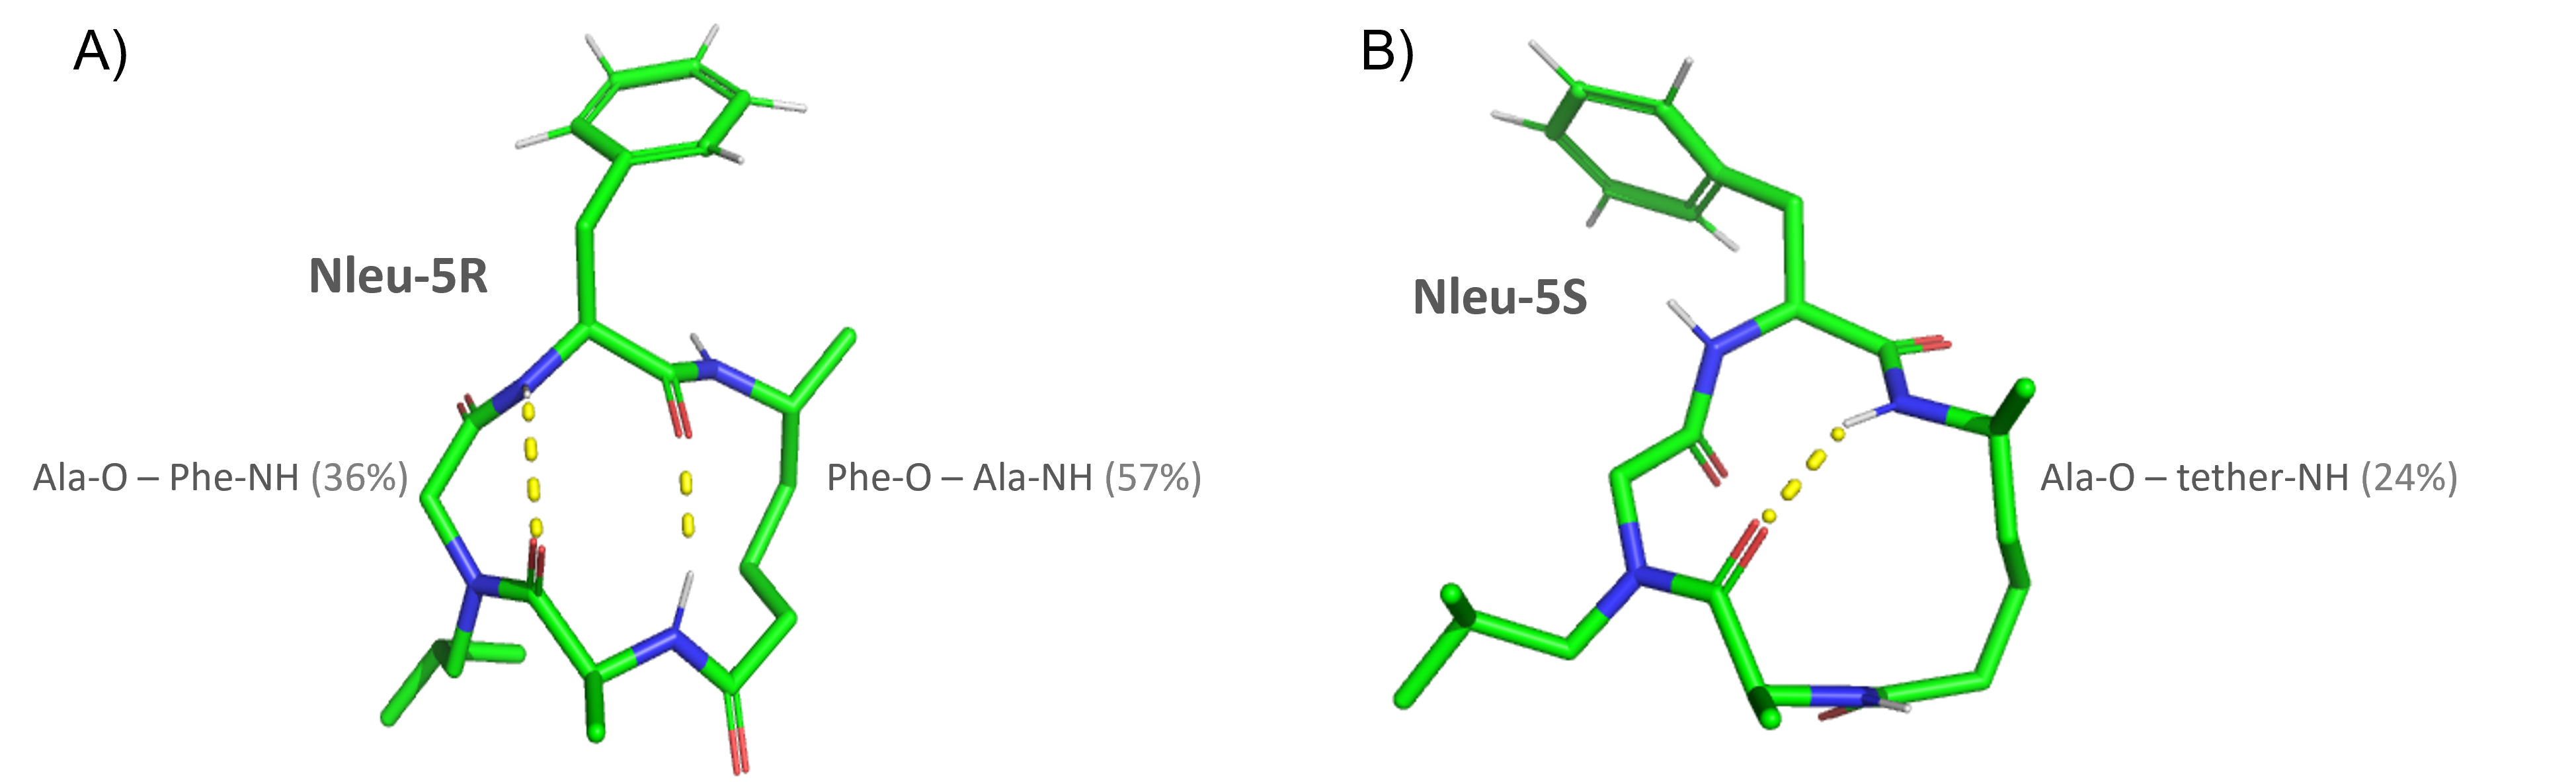 A)
B)
Nleu-5R
Nleu-5S
Ala-O – Phe-NH (36%)
Phe-O – Ala-NH (57%)
Ala-O – tether-NH (24%)